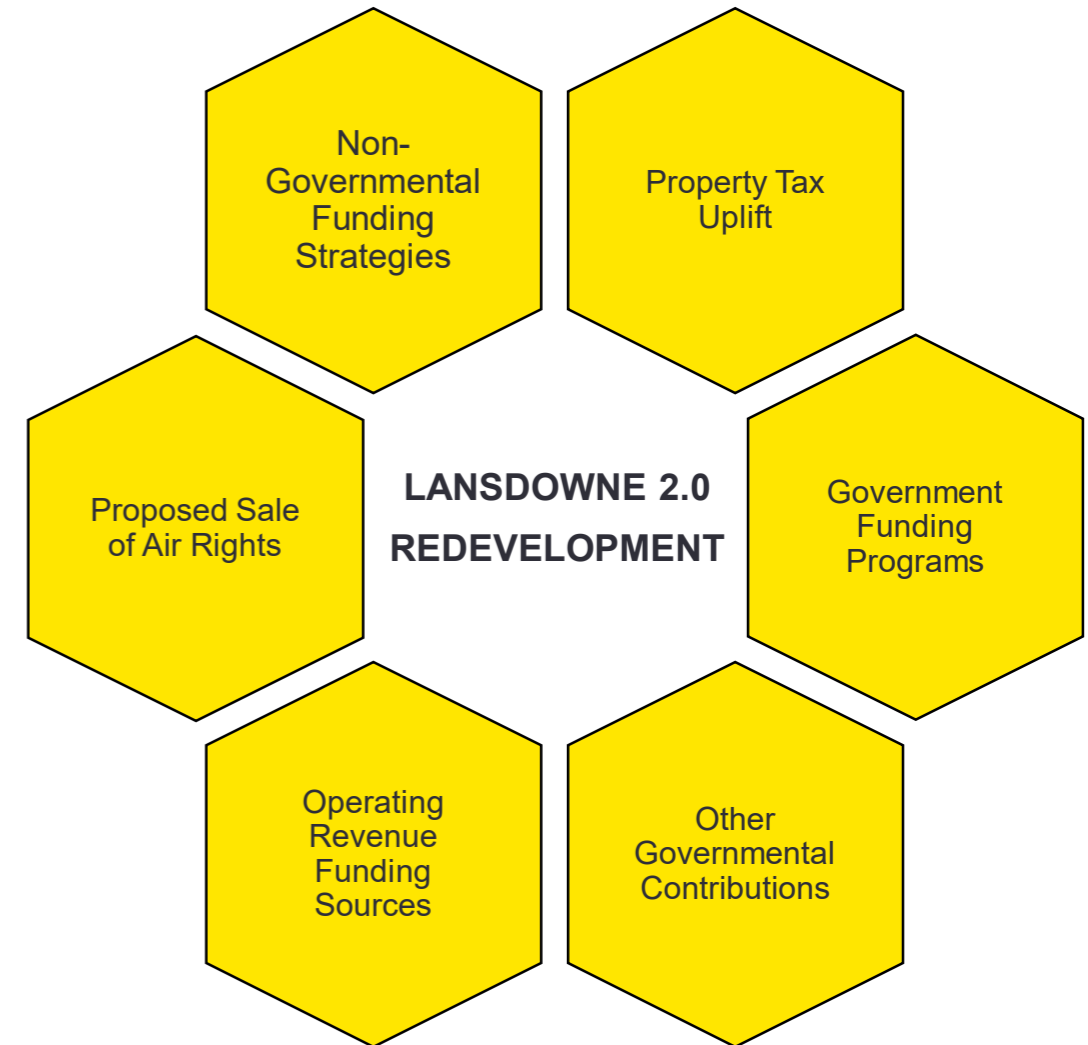 Non-
Governmental
Funding
Strategies
Property Tax
Uplift
Proposed Sale
of Air Rights
LANSDOWNE 2.0
REDEVELOPMENT
Government
Funding
Programs
Operating
Revenue
Funding
Sources
Other
Governmental
Contributions